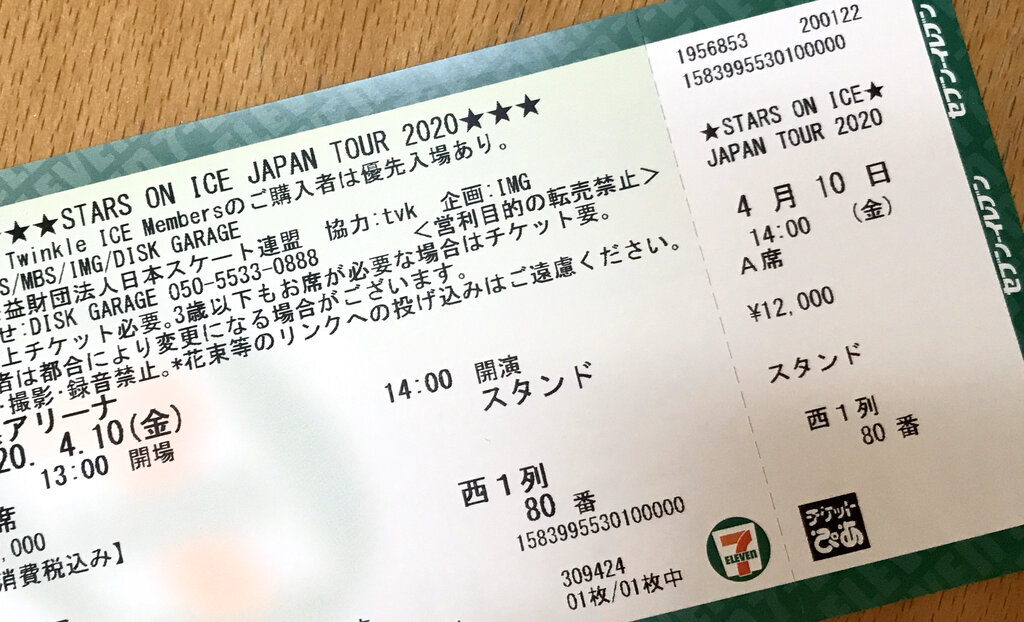 ★★STARS ON ICE JAPAN TOUR 2020★★★
Twinkle ICE Membersのご購入者は優先入場あり。
S/MBS/IMG/DISK GARAGE
益財団法人日本スケート連盟 協力:tvk 企画:IMG
せ:DISK GARAGE 050-5533-0888 <営利目的の転売禁止>
上チケット必要。3歳以下もお席が必要な場合はチケット要。
者は都合により変更になる場合がございます。
・撮影・録音禁止。*花束等のリンクへの投げ込みはご遠慮ください。
アリーナ
20. 4.10(金) 14:00 開演
13:00 開場 スタンド
席 西1列
,000 80 番
消費税込み】 1583995530100000
309424
01枚/01枚中
7
ELEVEN
1956853 200122
1583995530100000
★STARS ON ICE★
JAPAN TOUR 2020
4月10日
(金)
14:00
A席
¥12,000
スタンド
西1列
80 番
チケット
ぴあ
セブン-イレブン
セブン-イレブン